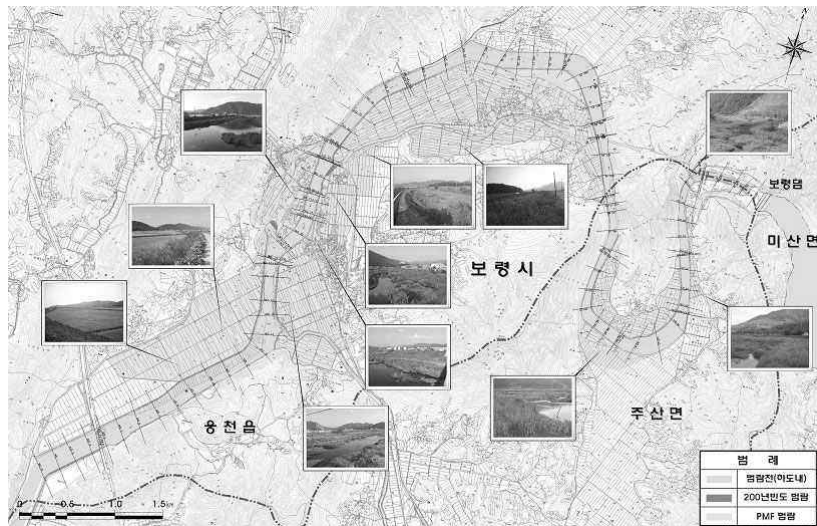 N
보령댐
미산면
보령시
주산면
웅천읍
범 례
범람전(하도내)
200년빈도 범람
PMF 범람
0 0.5 1.0 1.5